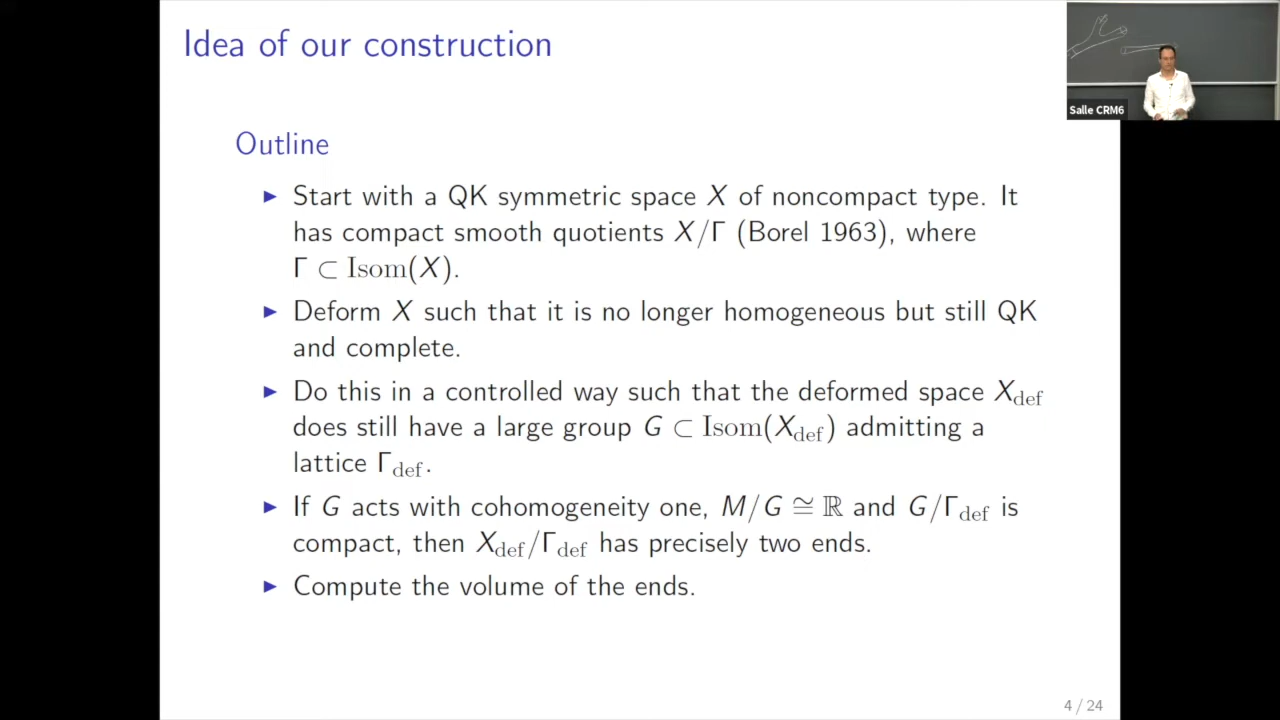 Idea of our construction
Salle CRM6
Outline
▶ Start with a QK symmetric space X of noncompact type. It
has compact smooth quotients X/Γ (Borel 1963), where
Γ ⊂ Isom(X).
▶ Deform X such that it is no longer homogeneous but still QK
and complete.
▶ Do this in a controlled way such that the deformed space X_def
does still have a large group G ⊂ Isom(X_def) admitting a
lattice Γ_def.
▶ If G acts with cohomogeneity one, M/G ≅ ℝ and G/Γ_def is
compact, then X_def/Γ_def has precisely two ends.
▶ Compute the volume of the ends.
4 / 24